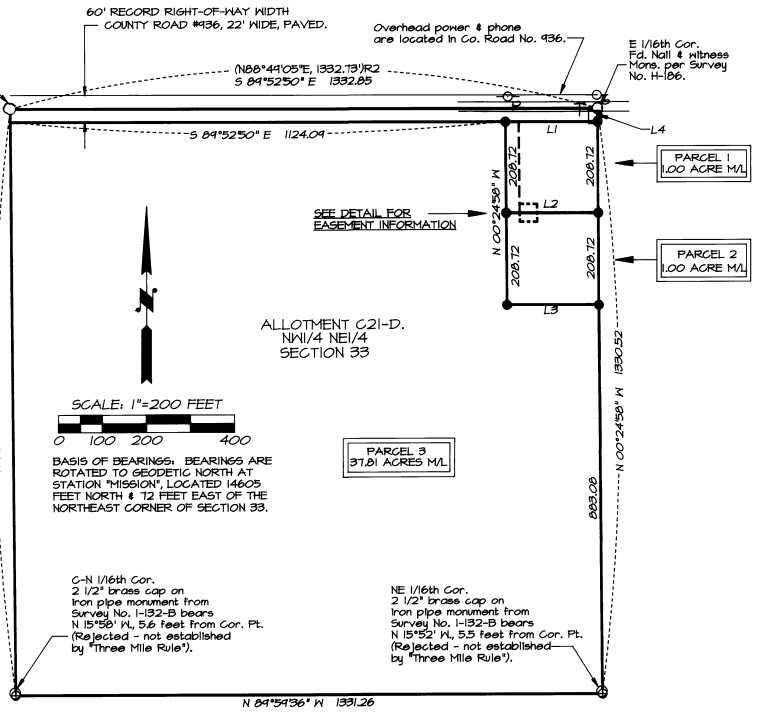 60' RECORD RIGHT-OF-WAY WIDTH
COUNTY ROAD #936, 22' WIDE, PAVED.
Overhead power & phone
are located in Co. Road No. 936.
E 1/16th Cor.
Fd. Nail & witness
Mons. per Survey
No. H-186.
(N88°49'05"E, 1332.73')R2
S 89°52'50" E 1332.85
S 89°52'50" E 1124.09
L1
L4
208.72
208.72
PARCEL 1
1.00 ACRE M/L
N 00°24'58" W
L2
SEE DETAIL FOR
EASEMENT INFORMATION
208.72
208.72
PARCEL 2
1.00 ACRE M/L
L3
N
ALLOTMENT C21-D.
NW1/4 NE1/4
SECTION 33
N 00°24'58" W 1330.52
SCALE: 1"=200 FEET
0 100 200 400
BASIS OF BEARINGS: BEARINGS ARE
ROTATED TO GEODETIC NORTH AT
STATION "MISSION", LOCATED 14605
FEET NORTH & 72 FEET EAST OF THE
NORTHEAST CORNER OF SECTION 33.
PARCEL 3
37.81 ACRES M/L
883.08
C-N 1/16th Cor.
2 1/2" brass cap on
Iron pipe monument from
Survey No. 1-132-B bears
N 15°58' W., 5.6 feet from Cor. Pt.
(Rejected - not established
by "Three Mile Rule").
NE 1/16th Cor.
2 1/2" brass cap on
Iron pipe monument from
Survey No. 1-132-B bears
N 15°52' W., 5.5 feet from Cor. Pt.
(Rejected - not established
by "Three Mile Rule").
N 89°59'36" W 1331.26